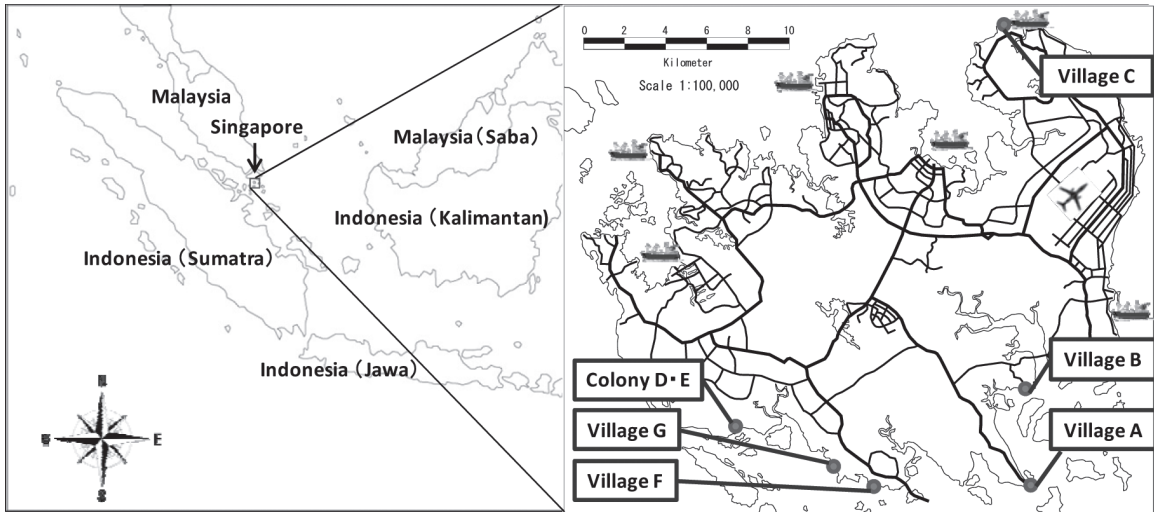 Malaysia
Singapore
Malaysia(Saba)
Indonesia (Kalimantan)
Indonesia (Sumatra)
Indonesia (Jawa)
E
S
0 2 4 6 8 10
Kilometer
Scale 1:100,000
Village C
Village B
Colony D・E
Village G
Village A
Village F